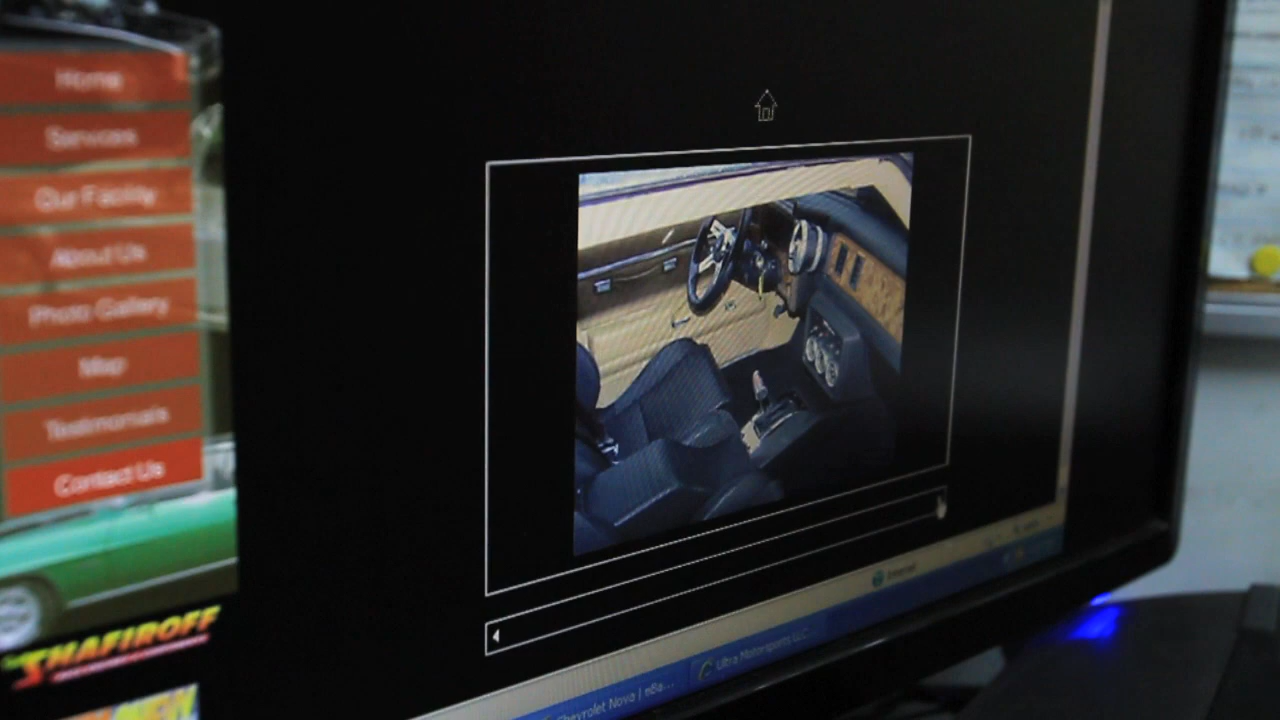 Home
Services
Our Facility
About Us
Photo Gallery
Map
Testimonials
Contact Us
SHAFIROFF
NEW
Internet
Chevrolet Nova | eBa...
Ultra Motorsports LLC...